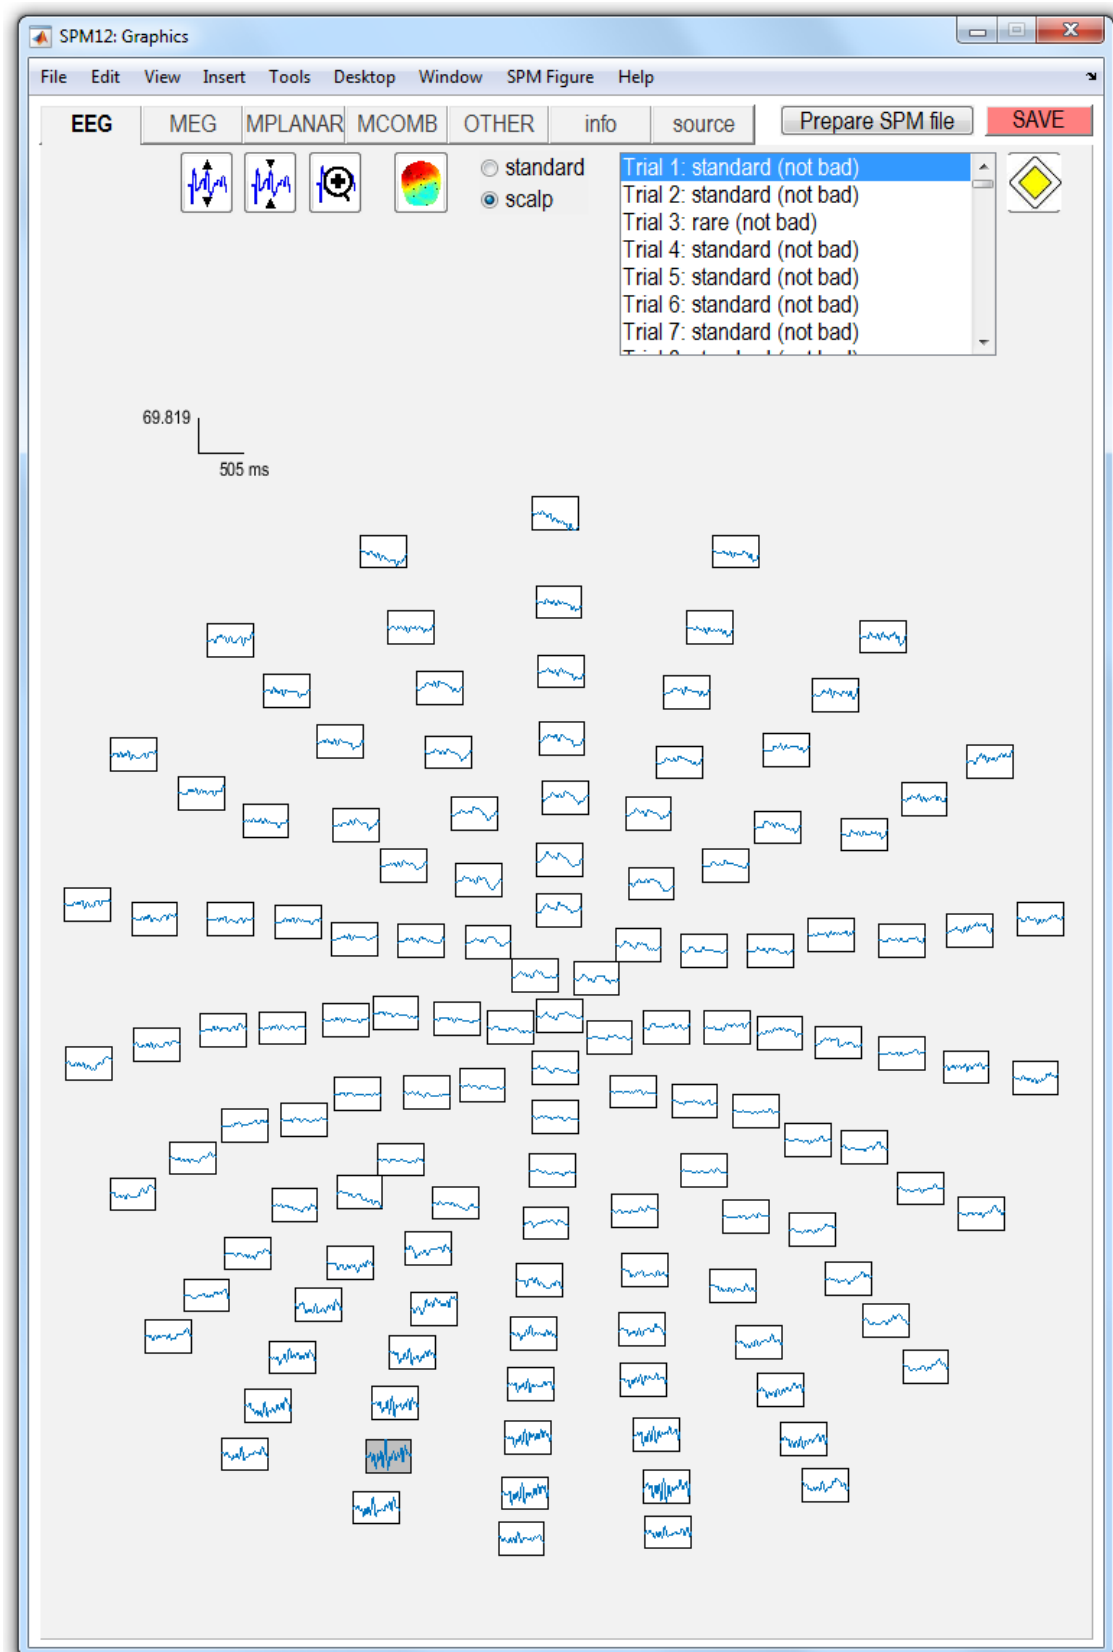 SPM12: Graphics
File Edit View Insert Tools Desktop Window SPM Figure Help
EEG MEG MPLANAR MCOMB OTHER info source Prepare SPM file SAVE
standard
scalp
Trial 1: standard (not bad)
Trial 2: standard (not bad)
Trial 3: rare (not bad)
Trial 4: standard (not bad)
Trial 5: standard (not bad)
Trial 6: standard (not bad)
Trial 7: standard (not bad)
69.819
505 ms